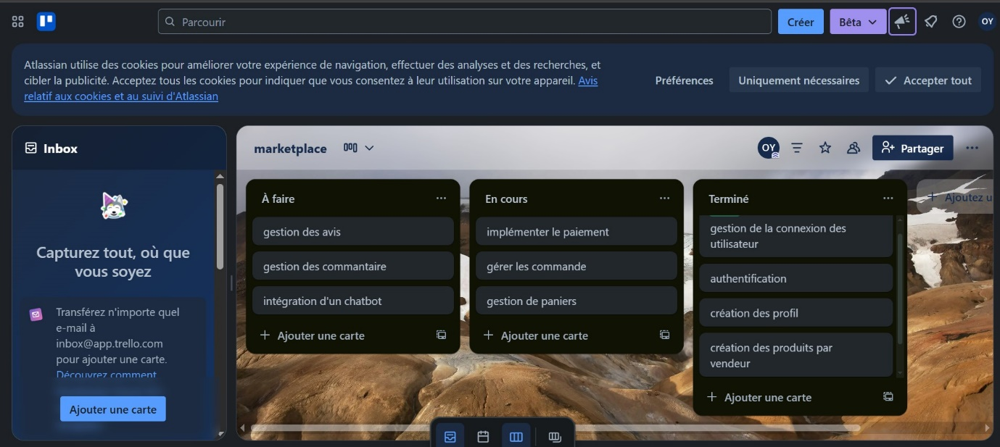 Parcourir
Créer
Bêta
OY
Atlassian utilise des cookies pour améliorer votre expérience de navigation, effectuer des analyses et des recherches, et
cibler la publicité. Acceptez tous les cookies pour indiquer que vous consentez à leur utilisation sur votre appareil. Avis
relatif aux cookies et au suivi d'Atlassian
Préférences
Uniquement nécessaires
Accepter tout
Inbox
Capturez tout, où que
vous soyez
Transférez n'importe quel
e-mail à
inbox@app.trello.com
pour ajouter une carte.
Découvrez comment
Ajouter une carte
marketplace
OY
Partager
À faire
gestion des avis
gestion des commantaire
intégration d'un chatbot
Ajouter une carte
En cours
implémenter le paiement
gérer les commande
gestion de paniers
Ajouter une carte
Terminé
gestion de la connexion des
utilisateur
authentification
création des profil
création des produits par
vendeur
Ajouter une carte
Ajoutez u